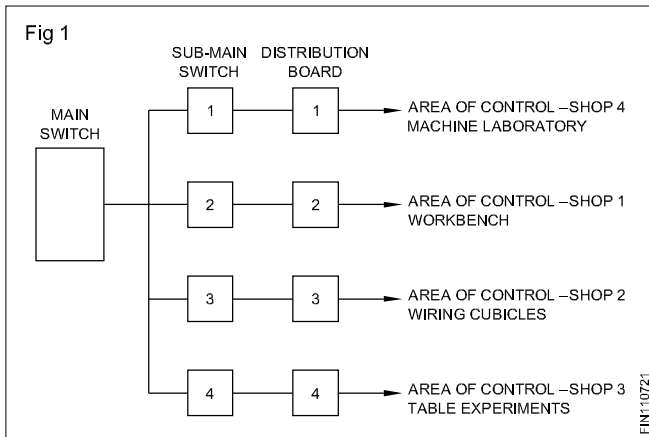 Fig 1
SUB-MAIN
SWITCH
DISTRIBUTION
BOARD
MAIN
SWITCH
1
1
AREA OF CONTROL –SHOP 4
MACHINE LABORATORY
2
2
AREA OF CONTROL –SHOP 1
WORKBENCH
3
3
AREA OF CONTROL –SHOP 2
WIRING CUBICLES
4
4
AREA OF CONTROL –SHOP 3
TABLE EXPERIMENTS
FIN110721